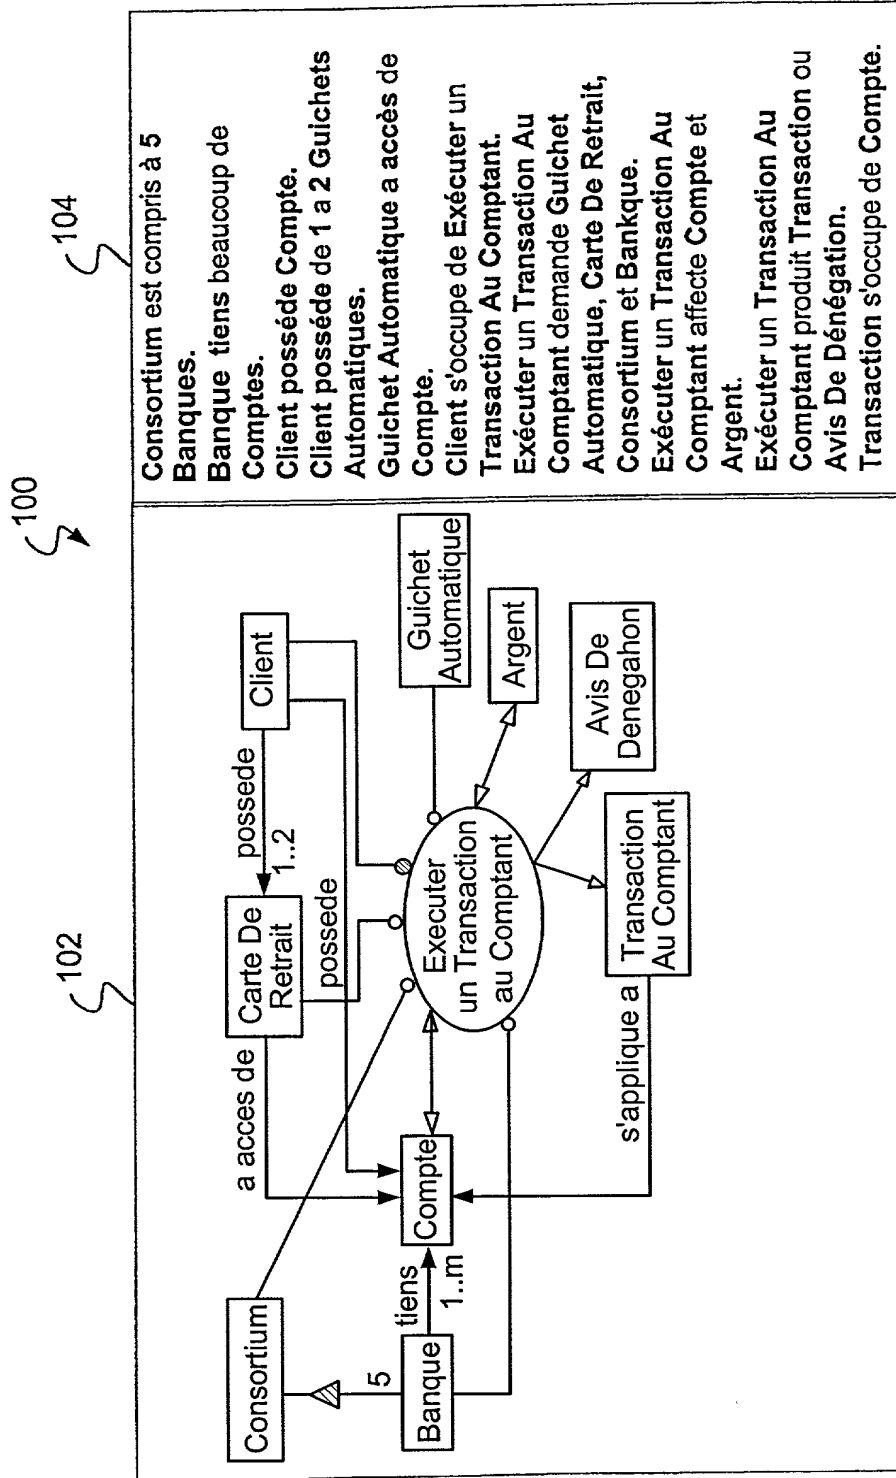 100
102
104
Consortium
5
Banque
tiens
1..m
Compte
a acces de
Carte De
Retrait
possede
1..2
Client
possede
Executer
un Transaction
au Comptant
Guichet
Automatique
Argent
Avis De
Denegahon
Transaction
Au Comptant
s'applique a
Consortium est compris à 5
Banques.
Banque tiens beaucoup de
Comptes.
Client posséde Compte.
Client posséde de 1 a 2 Guichets
Automatiques.
Guichet Automatique a accès de
Compte.
Client s'occupe de Exécuter un
Transaction Au Comptant.
Exécuter un Transaction Au
Comptant demande Guichet
Automatique, Carte De Retrait,
Consortium et Bankque.
Exécuter un Transaction Au
Comptant affecte Compte et
Argent.
Exécuter un Transaction Au
Comptant produit Transaction ou
Avis De Dénégation.
Transaction s'occupe de Compte.